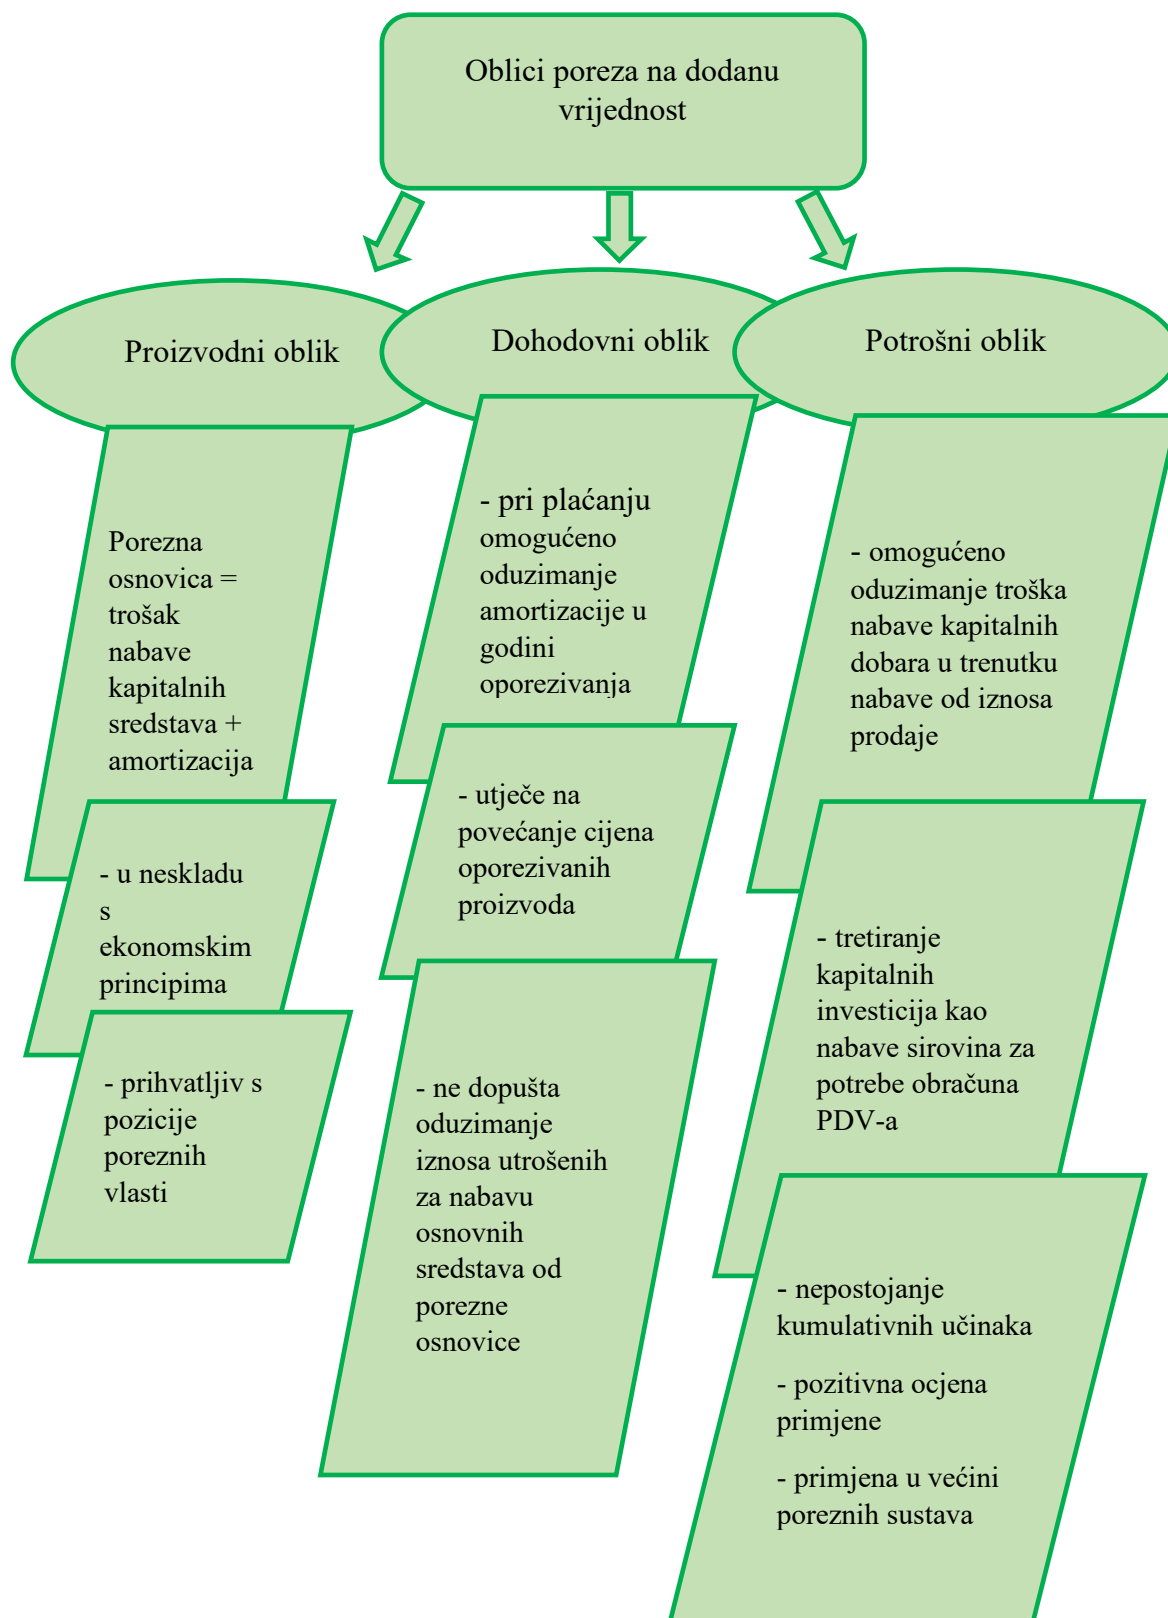 Oblici poreza na dodanu
vrijednost
Proizvodni oblik
Dohodovni oblik
Potrošni oblik
Porezna
osnovica =
trošak
nabave
kapitalnih
sredstava +
amortizacija
- u neskladu
s
ekonomskim
principima
- prihvatljiv s
pozicije
poreznih
vlasti
- pri plaćanju
omogućeno
oduzimanje
amortizacije u
godini
oporezivanja
- utječe na
povećanje cijena
oporezivanih
proizvoda
- ne dopušta
oduzimanje
iznosa utrošenih
za nabavu
osnovnih
sredstava od
porezne
osnovice
- omogućeno
oduzimanje troška
nabave kapitalnih
dobara u trenutku
nabave od iznosa
prodaje
- tretiranje
kapitalnih
investicija kao
nabave sirovina za
potrebe obračuna
PDV-a
- nepostojanje
kumulativnih učinaka
- pozitivna ocjena
primjene
- primjena u većini
poreznih sustava